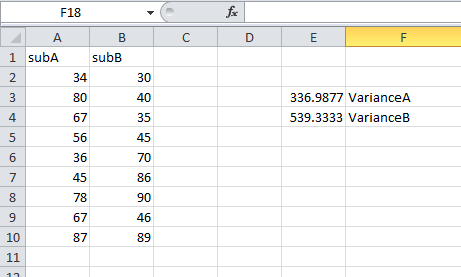 F18 fx
A B C D E F
1 subA subB
2 34 30
3 80 40 336.9877 VarianceA
4 67 35 539.3333 VarianceB
5 56 45
6 36 70
7 45 86
8 78 90
9 67 46
10 87 89
11